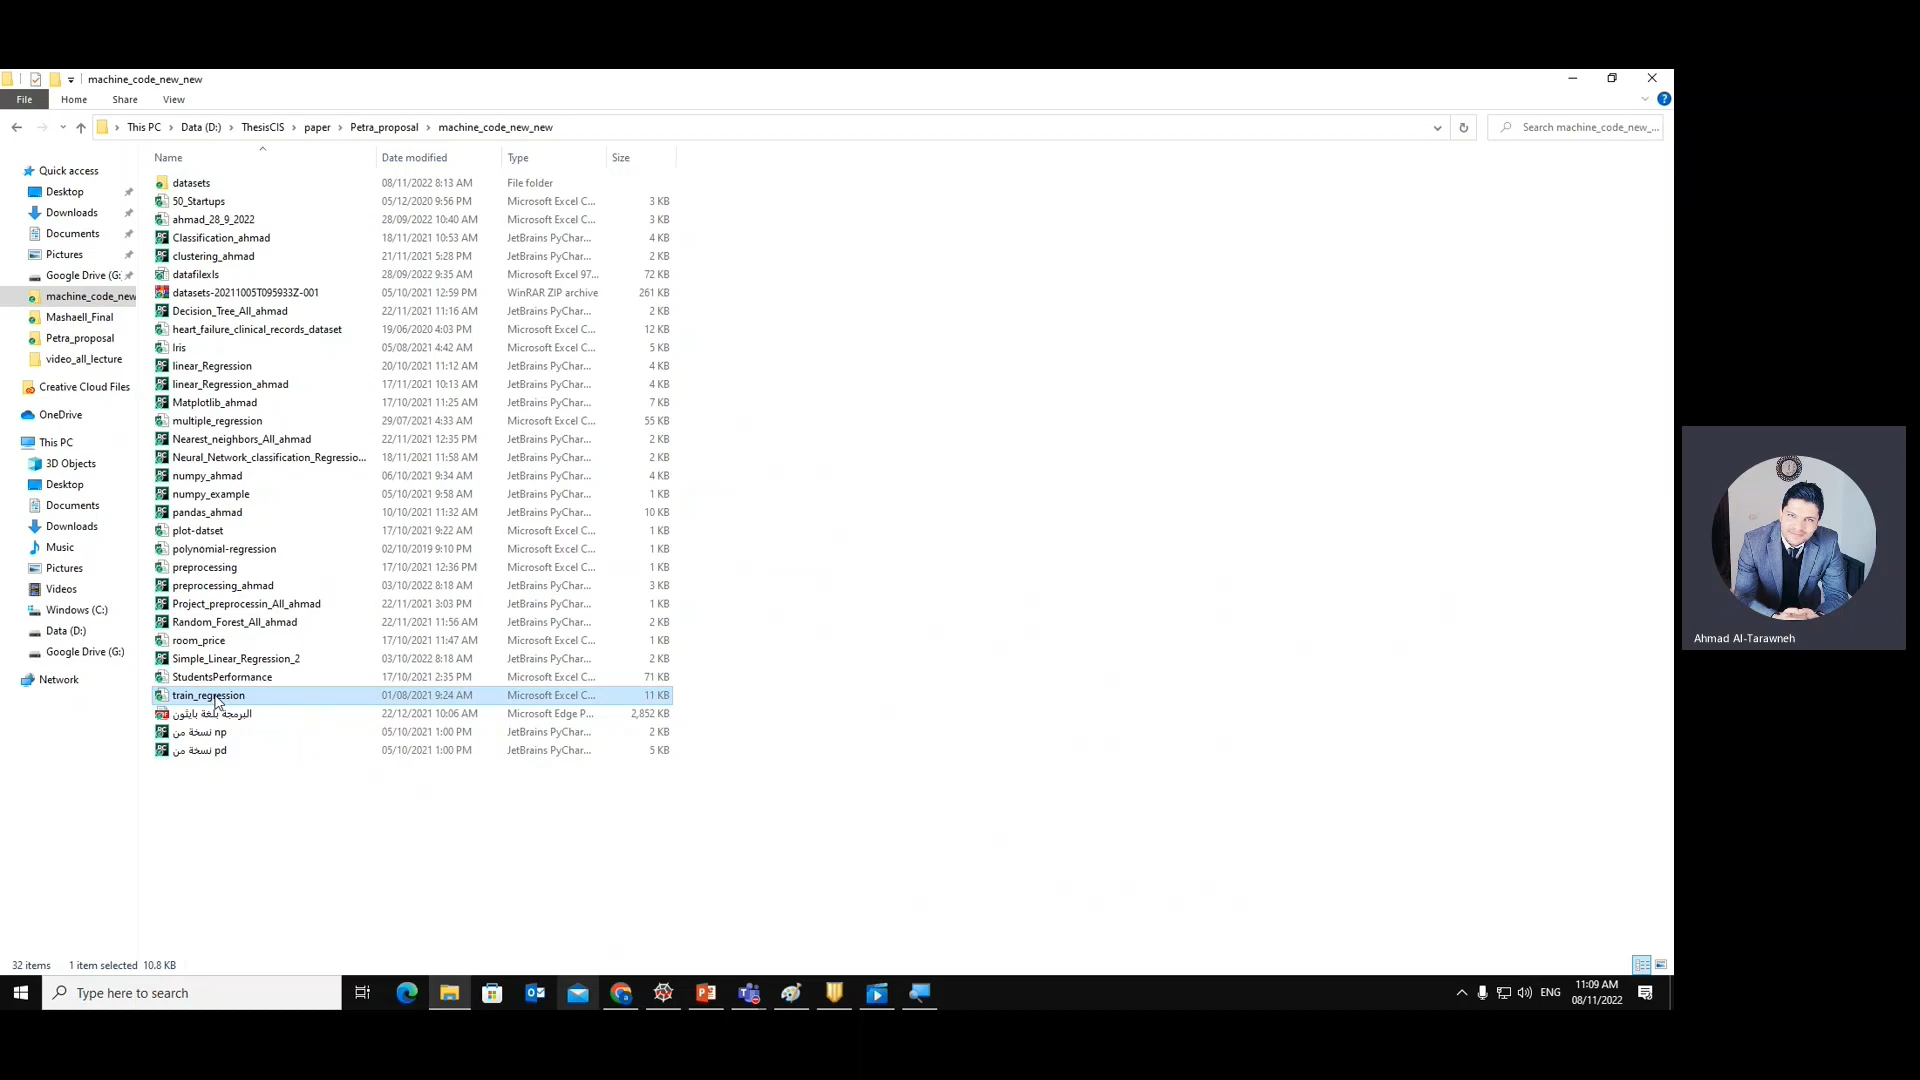 machine_code_new_new
File Home Share View
This PC Data (D:) ThesisCIS paper Petra_proposal machine_code_new_new
Search machine_code_new_...
Name Date modified Type Size
Quick access
Desktop
Downloads
Documents
Pictures
Google Drive (G:
machine_code_new
Mashaell_Final
Petra_proposal
video_all_lecture
Creative Cloud Files
OneDrive
This PC
3D Objects
Desktop
Documents
Downloads
Music
Pictures
Videos
Windows (C:)
Data (D:)
Google Drive (G:)
Network
datasets 08/11/2022 8:13 AM File folder
50_Startups 05/12/2020 9:56 PM Microsoft Excel C... 3 KB
ahmad_28_9_2022 28/09/2022 10:40 AM Microsoft Excel C... 3 KB
Classification_ahmad 18/11/2021 10:53 AM JetBrains PyChar... 4 KB
clustering_ahmad 21/11/2021 5:28 PM JetBrains PyChar... 2 KB
datafilexls 28/09/2022 9:35 AM Microsoft Excel 97... 72 KB
datasets-20211005T095933Z-001 05/10/2021 12:59 PM WinRAR ZIP archive 261 KB
Decision_Tree_All_ahmad 22/11/2021 11:16 AM JetBrains PyChar... 2 KB
heart_failure_clinical_records_dataset 19/06/2020 4:03 PM Microsoft Excel C... 12 KB
Iris 05/08/2021 4:42 AM Microsoft Excel C... 5 KB
linear_Regression 20/10/2021 11:12 AM JetBrains PyChar... 4 KB
linear_Regression_ahmad 17/11/2021 10:13 AM JetBrains PyChar... 4 KB
Matplotlib_ahmad 17/10/2021 11:25 AM JetBrains PyChar... 7 KB
multiple_regression 29/07/2021 4:33 AM Microsoft Excel C... 55 KB
Nearest_neighbors_All_ahmad 22/11/2021 12:35 PM JetBrains PyChar... 2 KB
Neural_Network_classification_Regressio... 18/11/2021 11:58 AM JetBrains PyChar... 2 KB
numpy_ahmad 06/10/2021 9:34 AM JetBrains PyChar... 4 KB
numpy_example 05/10/2021 9:58 AM JetBrains PyChar... 1 KB
pandas_ahmad 10/10/2021 11:32 AM JetBrains PyChar... 10 KB
plot-datset 17/10/2021 9:22 AM Microsoft Excel C... 1 KB
polynomial-regression 02/10/2019 9:10 PM Microsoft Excel C... 1 KB
preprocessing 17/10/2021 12:36 PM Microsoft Excel C... 1 KB
preprocessing_ahmad 03/10/2022 8:18 AM JetBrains PyChar... 3 KB
Project_preprocessin_All_ahmad 22/11/2021 3:03 PM JetBrains PyChar... 1 KB
Random_Forest_All_ahmad 22/11/2021 11:56 AM JetBrains PyChar... 2 KB
room_price 17/10/2021 11:47 AM Microsoft Excel C... 1 KB
Simple_Linear_Regression_2 03/10/2022 8:18 AM JetBrains PyChar... 2 KB
StudentsPerformance 17/10/2021 2:35 PM Microsoft Excel C... 71 KB
train_regression 01/08/2021 9:24 AM Microsoft Excel C... 11 KB
البرمجة بلغة بايثون 22/12/2021 10:06 AM Microsoft Edge P... 2,852 KB
نسخة من np 05/10/2021 1:00 PM JetBrains PyChar... 2 KB
نسخة من pd 05/10/2021 1:00 PM JetBrains PyChar... 5 KB
Ahmad Al-Tarawneh
32 items 1 item selected 10.8 KB
Type here to search
ENG
11:09 AM
08/11/2022